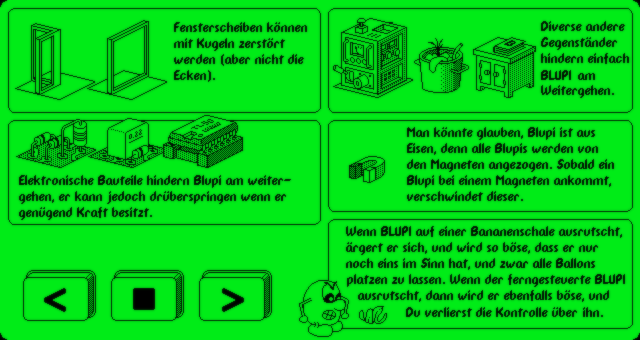 Fensterscheiben können
mit Kugeln zerstört
werden (aber nicht die
Ecken).
Diverse andere
Gegenständer
hindern einfach
BLUPI am
Weitergehen.
Elektronische Bauteile hindern Blupi am weiter-
gehen, er kann jedoch drüberspringen wenn er
genügend Kraft besitzt.
Man könnte glauben, Blupi ist aus
Eisen, denn alle Blupis werden von
den Magneten angezogen. Sobald ein
Blupi bei einem Magneten ankommt,
verschwindet dieser.
Wenn BLUPI auf einer Bananenschale ausrutscht,
ärgert er sich, und wird so böse, dass er nur
noch eins im Sinn hat, und zwar alle Ballons
platzen zu lassen. Wenn der ferngesteuerte BLUPI
ausrutscht, dann wird er ebenfalls böse, und
Du verlierst die Kontrolle über ihn.
< ■ >